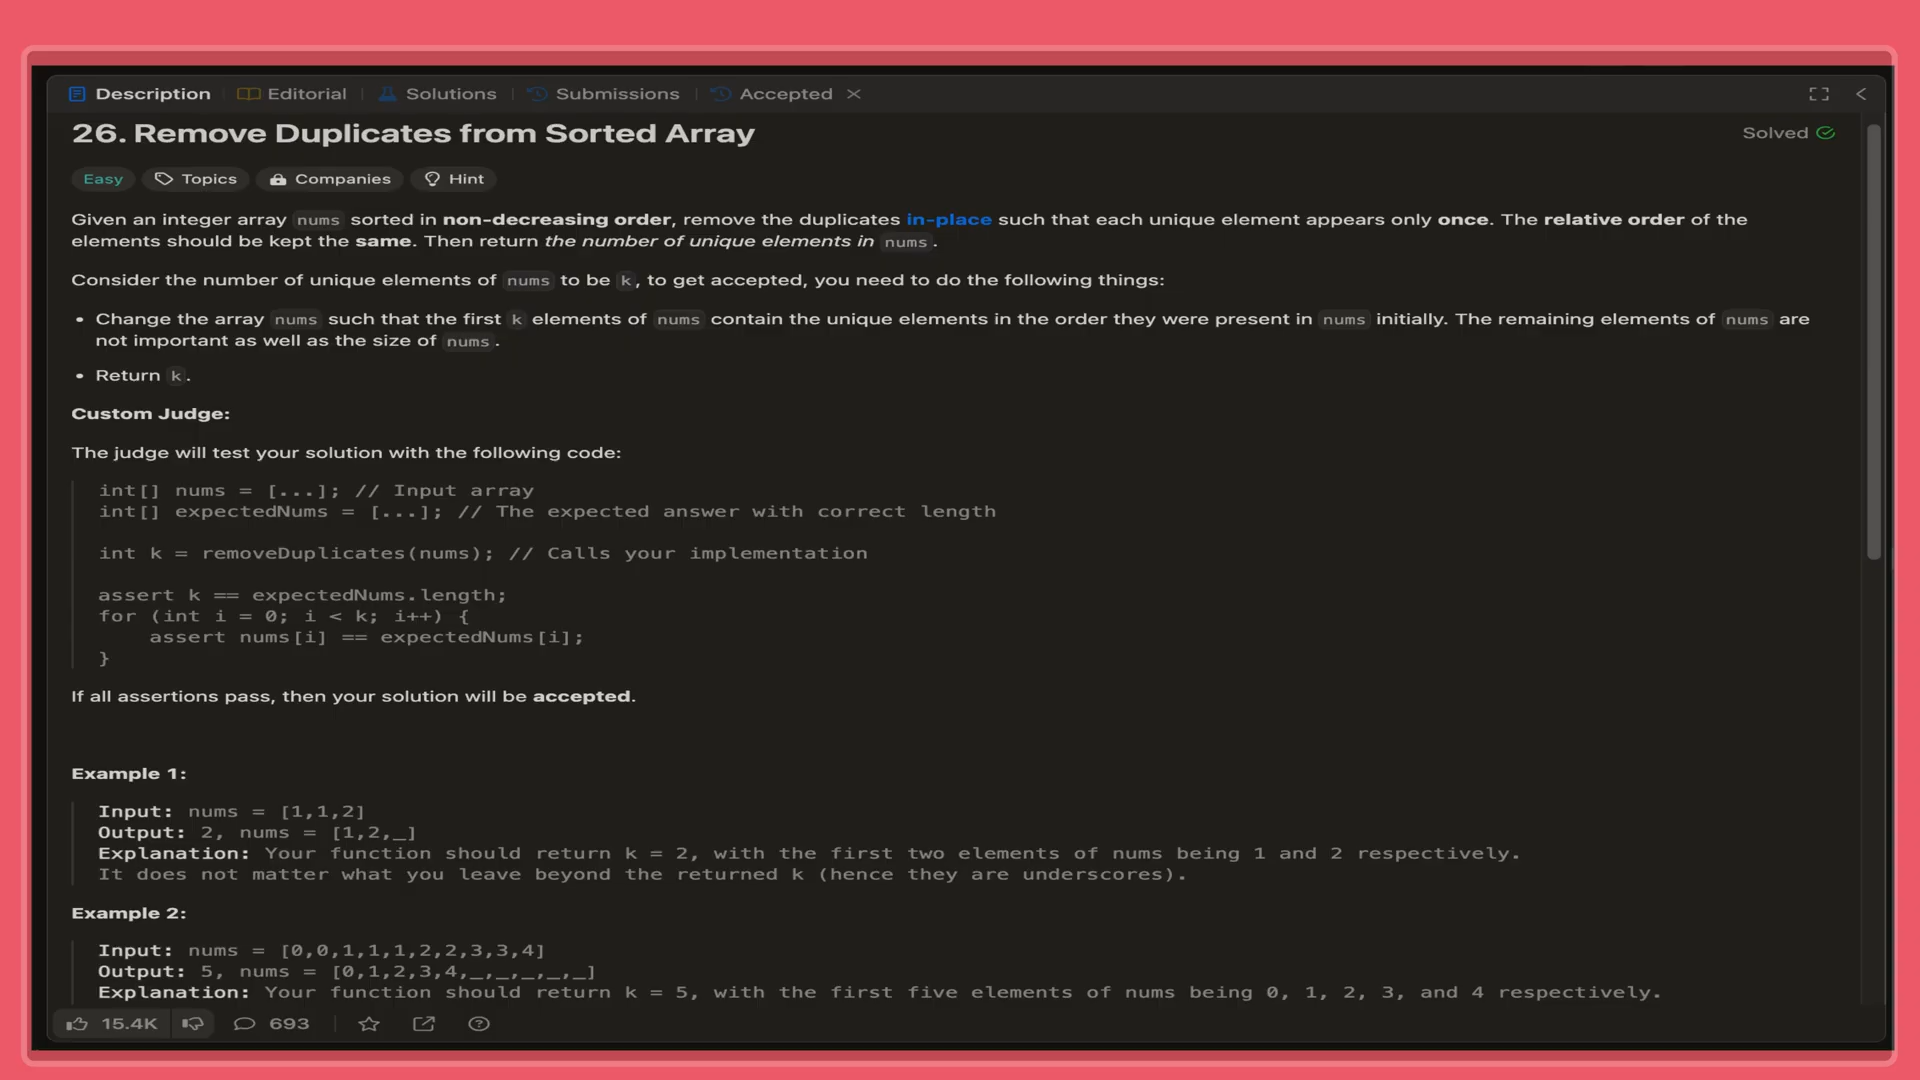 Description Editorial Solutions Submissions Accepted
26. Remove Duplicates from Sorted Array
Solved
Easy Topics Companies Hint
Given an integer array nums sorted in non-decreasing order, remove the duplicates in-place such that each unique element appears only once. The relative order of the
elements should be kept the same. Then return the number of unique elements in nums.
Consider the number of unique elements of nums to be k, to get accepted, you need to do the following things:
• Change the array nums such that the first k elements of nums contain the unique elements in the order they were present in nums initially. The remaining elements of nums are
not important as well as the size of nums.
• Return k.
Custom Judge:
The judge will test your solution with the following code:
int[] nums = [...]; // Input array
int[] expectedNums = [...]; // The expected answer with correct length
int k = removeDuplicates(nums); // Calls your implementation
assert k == expectedNums.length;
for (int i = 0; i < k; i++) {
    assert nums[i] == expectedNums[i];
}
If all assertions pass, then your solution will be accepted.
Example 1:
Input: nums = [1,1,2]
Output: 2, nums = [1,2,_]
Explanation: Your function should return k = 2, with the first two elements of nums being 1 and 2 respectively.
It does not matter what you leave beyond the returned k (hence they are underscores).
Example 2:
Input: nums = [0,0,1,1,1,2,2,3,3,4]
Output: 5, nums = [0,1,2,3,4,_,_,_,_,_]
Explanation: Your function should return k = 5, with the first five elements of nums being 0, 1, 2, 3, and 4 respectively.
15.4K 693